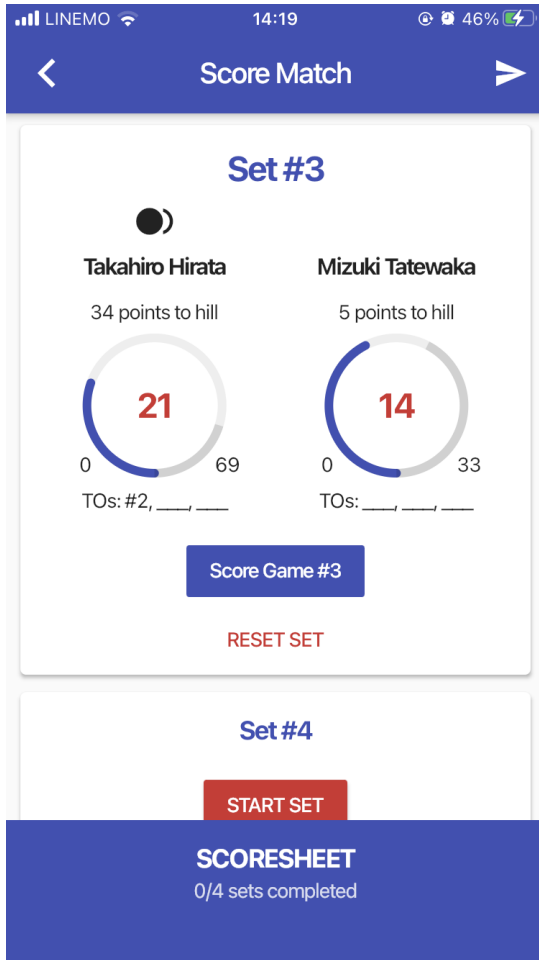 LINEMO 14:19 46%
Score Match
Set #3
Takahiro Hirata Mizuki Tatewaka
34 points to hill 5 points to hill
21 14
0 69 0 33
TOs: #2, ___, ___ TOs: ___, ___, ___
Score Game #3
RESET SET
Set #4
START SET
SCORESHEET
0/4 sets completed